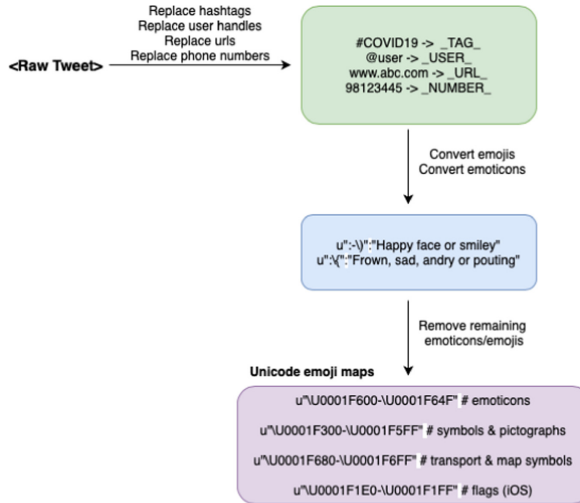 Replace hashtags
Replace user handles
Replace urls
Replace phone numbers
<Raw Tweet>
#COVID19 -> _TAG_
@user -> _USER_
www.abc.com -> _URL_
98123445 -> _NUMBER_
Convert emojis
Convert emoticons
u":-\)":"Happy face or smiley"
u":\(":"Frown, sad, andry or pouting"
Remove remaining
emoticons/emojis
Unicode emoji maps
u"\U0001F600-\U0001F64F" # emoticons
u"\U0001F300-\U0001F5FF" # symbols & pictographs
u"\U0001F680-\U0001F6FF" # transport & map symbols
u"\U0001F1E0-\U0001F1FF" # flags (iOS)